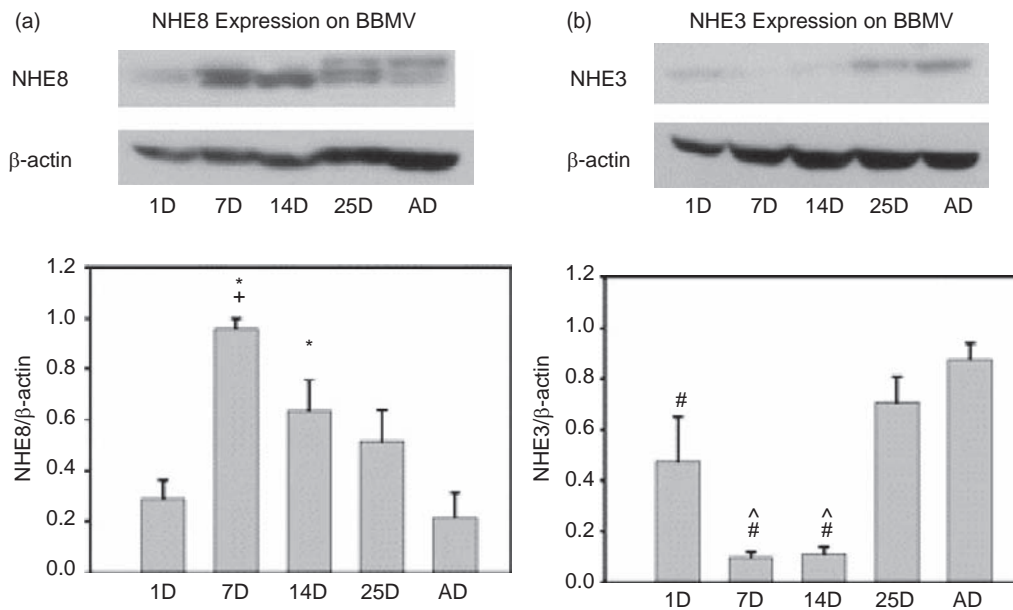 (a) NHE8 Expression on BBMV
NHE8
β-actin
1D 7D 14D 25D AD
1.2
1.0
0.8
0.6
0.4
0.2
0.0
NHE8/β-actin
*
+
*
1D 7D 14D 25D AD
(b) NHE3 Expression on BBMV
NHE3
β-actin
1D 7D 14D 25D AD
1.2
1.0
0.8
0.6
0.4
0.2
0.0
NHE3/β-actin
#
^ ^
# #
1D 7D 14D 25D AD